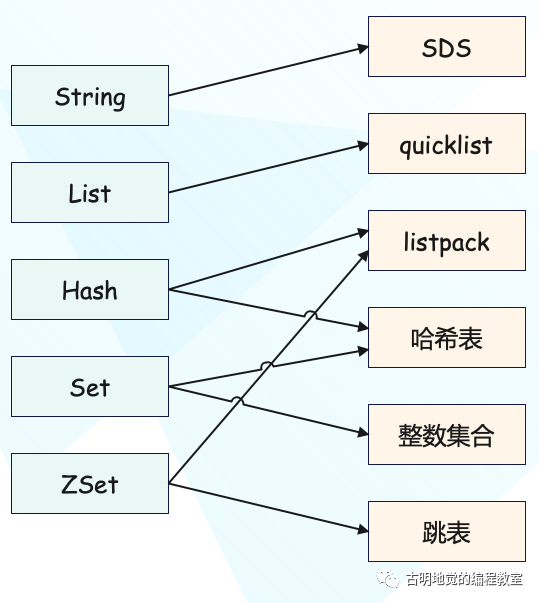 String
List
Hash
Set
ZSet
SDS
quicklist
listpack
哈希表
整数集合
跳表
古明地觉的编程教室